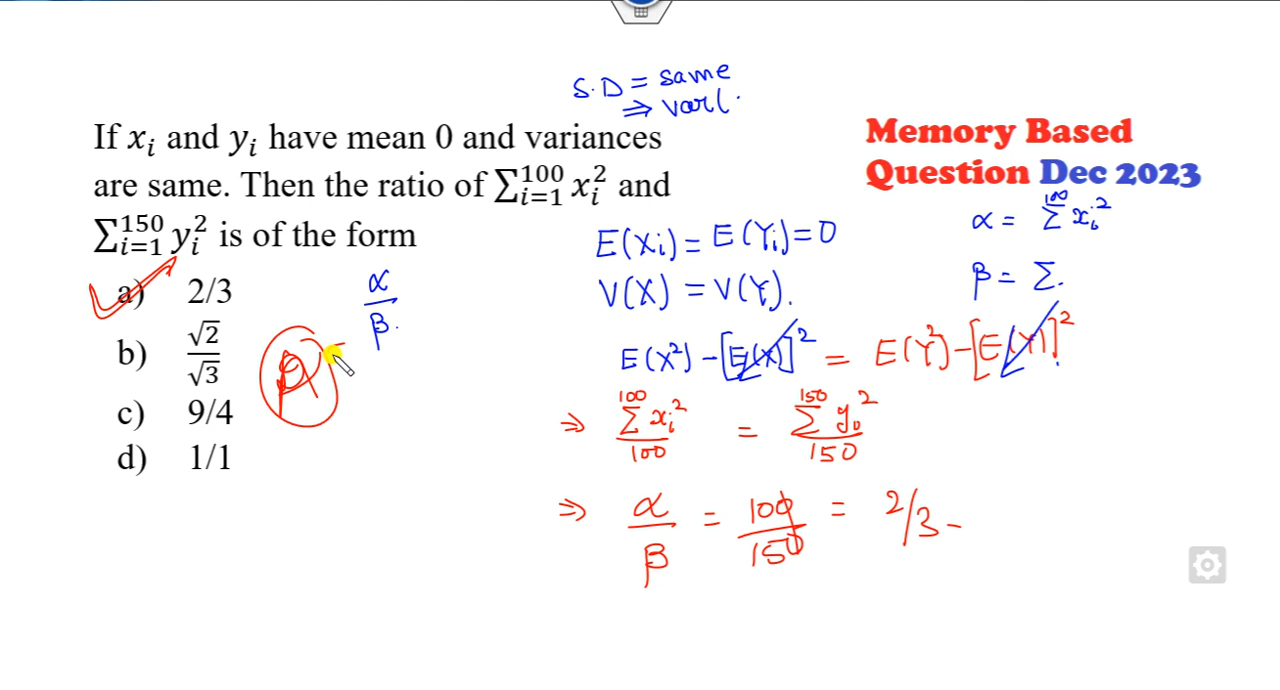 S.D = same
⇒ var(.
If xᵢ and yᵢ have mean 0 and variances
are same. Then the ratio of ∑ᵢ₌₁¹⁰⁰ xᵢ² and
∑ᵢ₌₁¹⁵⁰ yᵢ² is of the form
a) 2/3
b) √2/√3
c) 9/4
d) 1/1
α/β.
Memory Based
Question Dec 2023
α = ∑¹⁰⁰ xᵢ²
β = ∑.
E(Xi) = E(Yi) = 0
V(X) = V(Y).
E(X²) - [E(X)]² = E(Y²) - [E(Y)]²
⇒ ∑¹⁰⁰ xᵢ²/100 = ∑¹⁵⁰ yᵢ²/150
⇒ α/β = 100/150 = 2/3 -